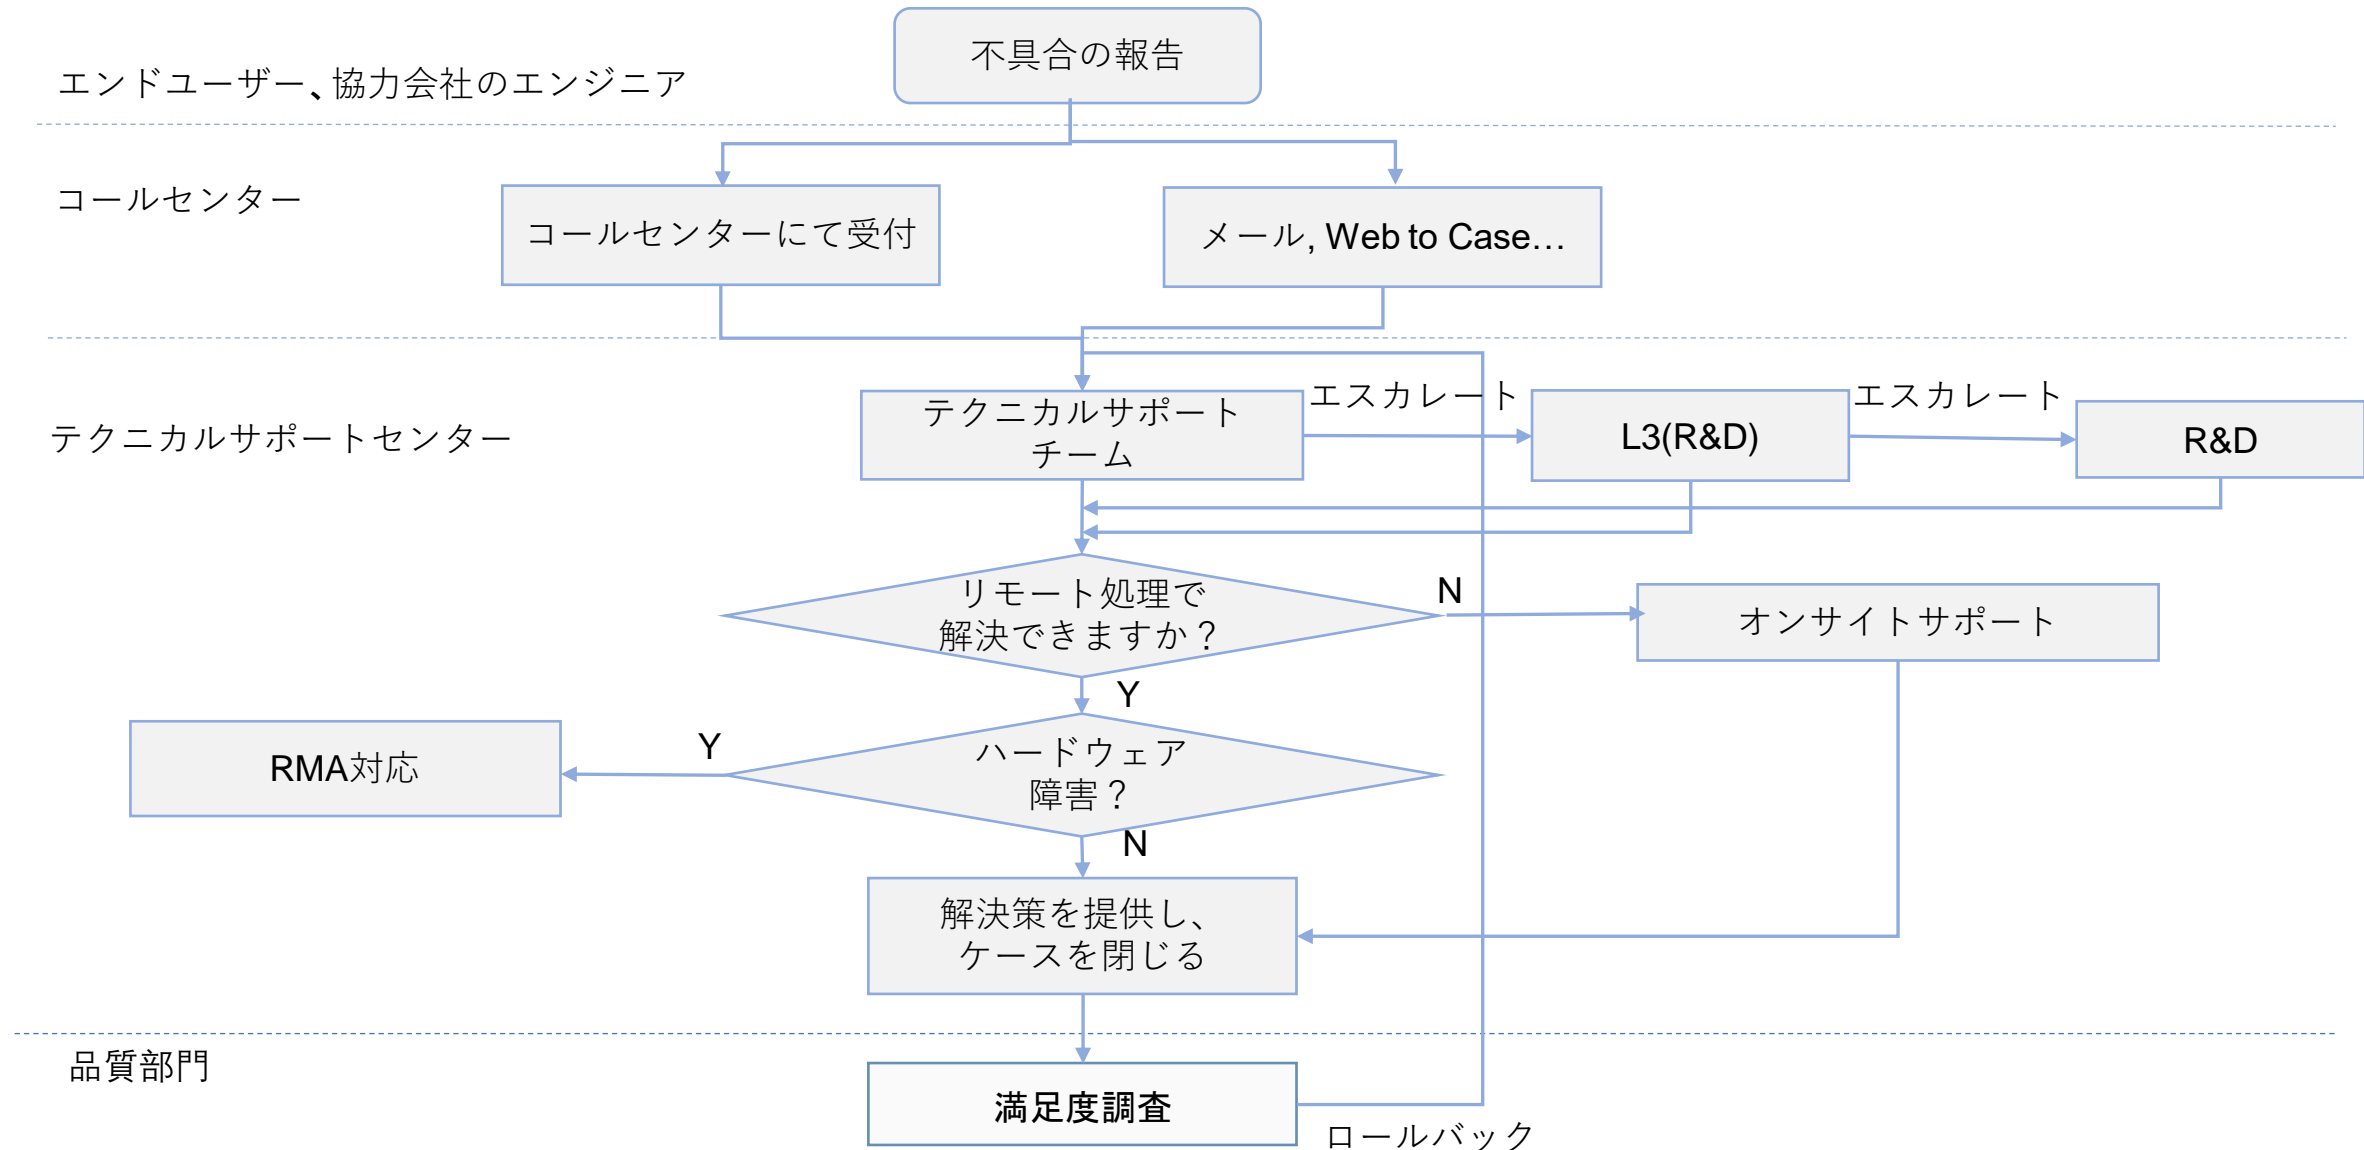 不具合の報告
エンドユーザー、協力会社のエンジニア
コールセンター
コールセンターにて受付
メール, Web to Case…
エスカレート
エスカレート
テクニカルサポート
チーム
L3(R&D)
R&D
テクニカルサポートセンター
リモート処理で
解決できますか？
N
オンサイトサポート
Y
Y
ハードウェア
障害？
RMA対応
N
解決策を提供し、
ケースを閉じる
品質部門
満足度調査
ロールバック